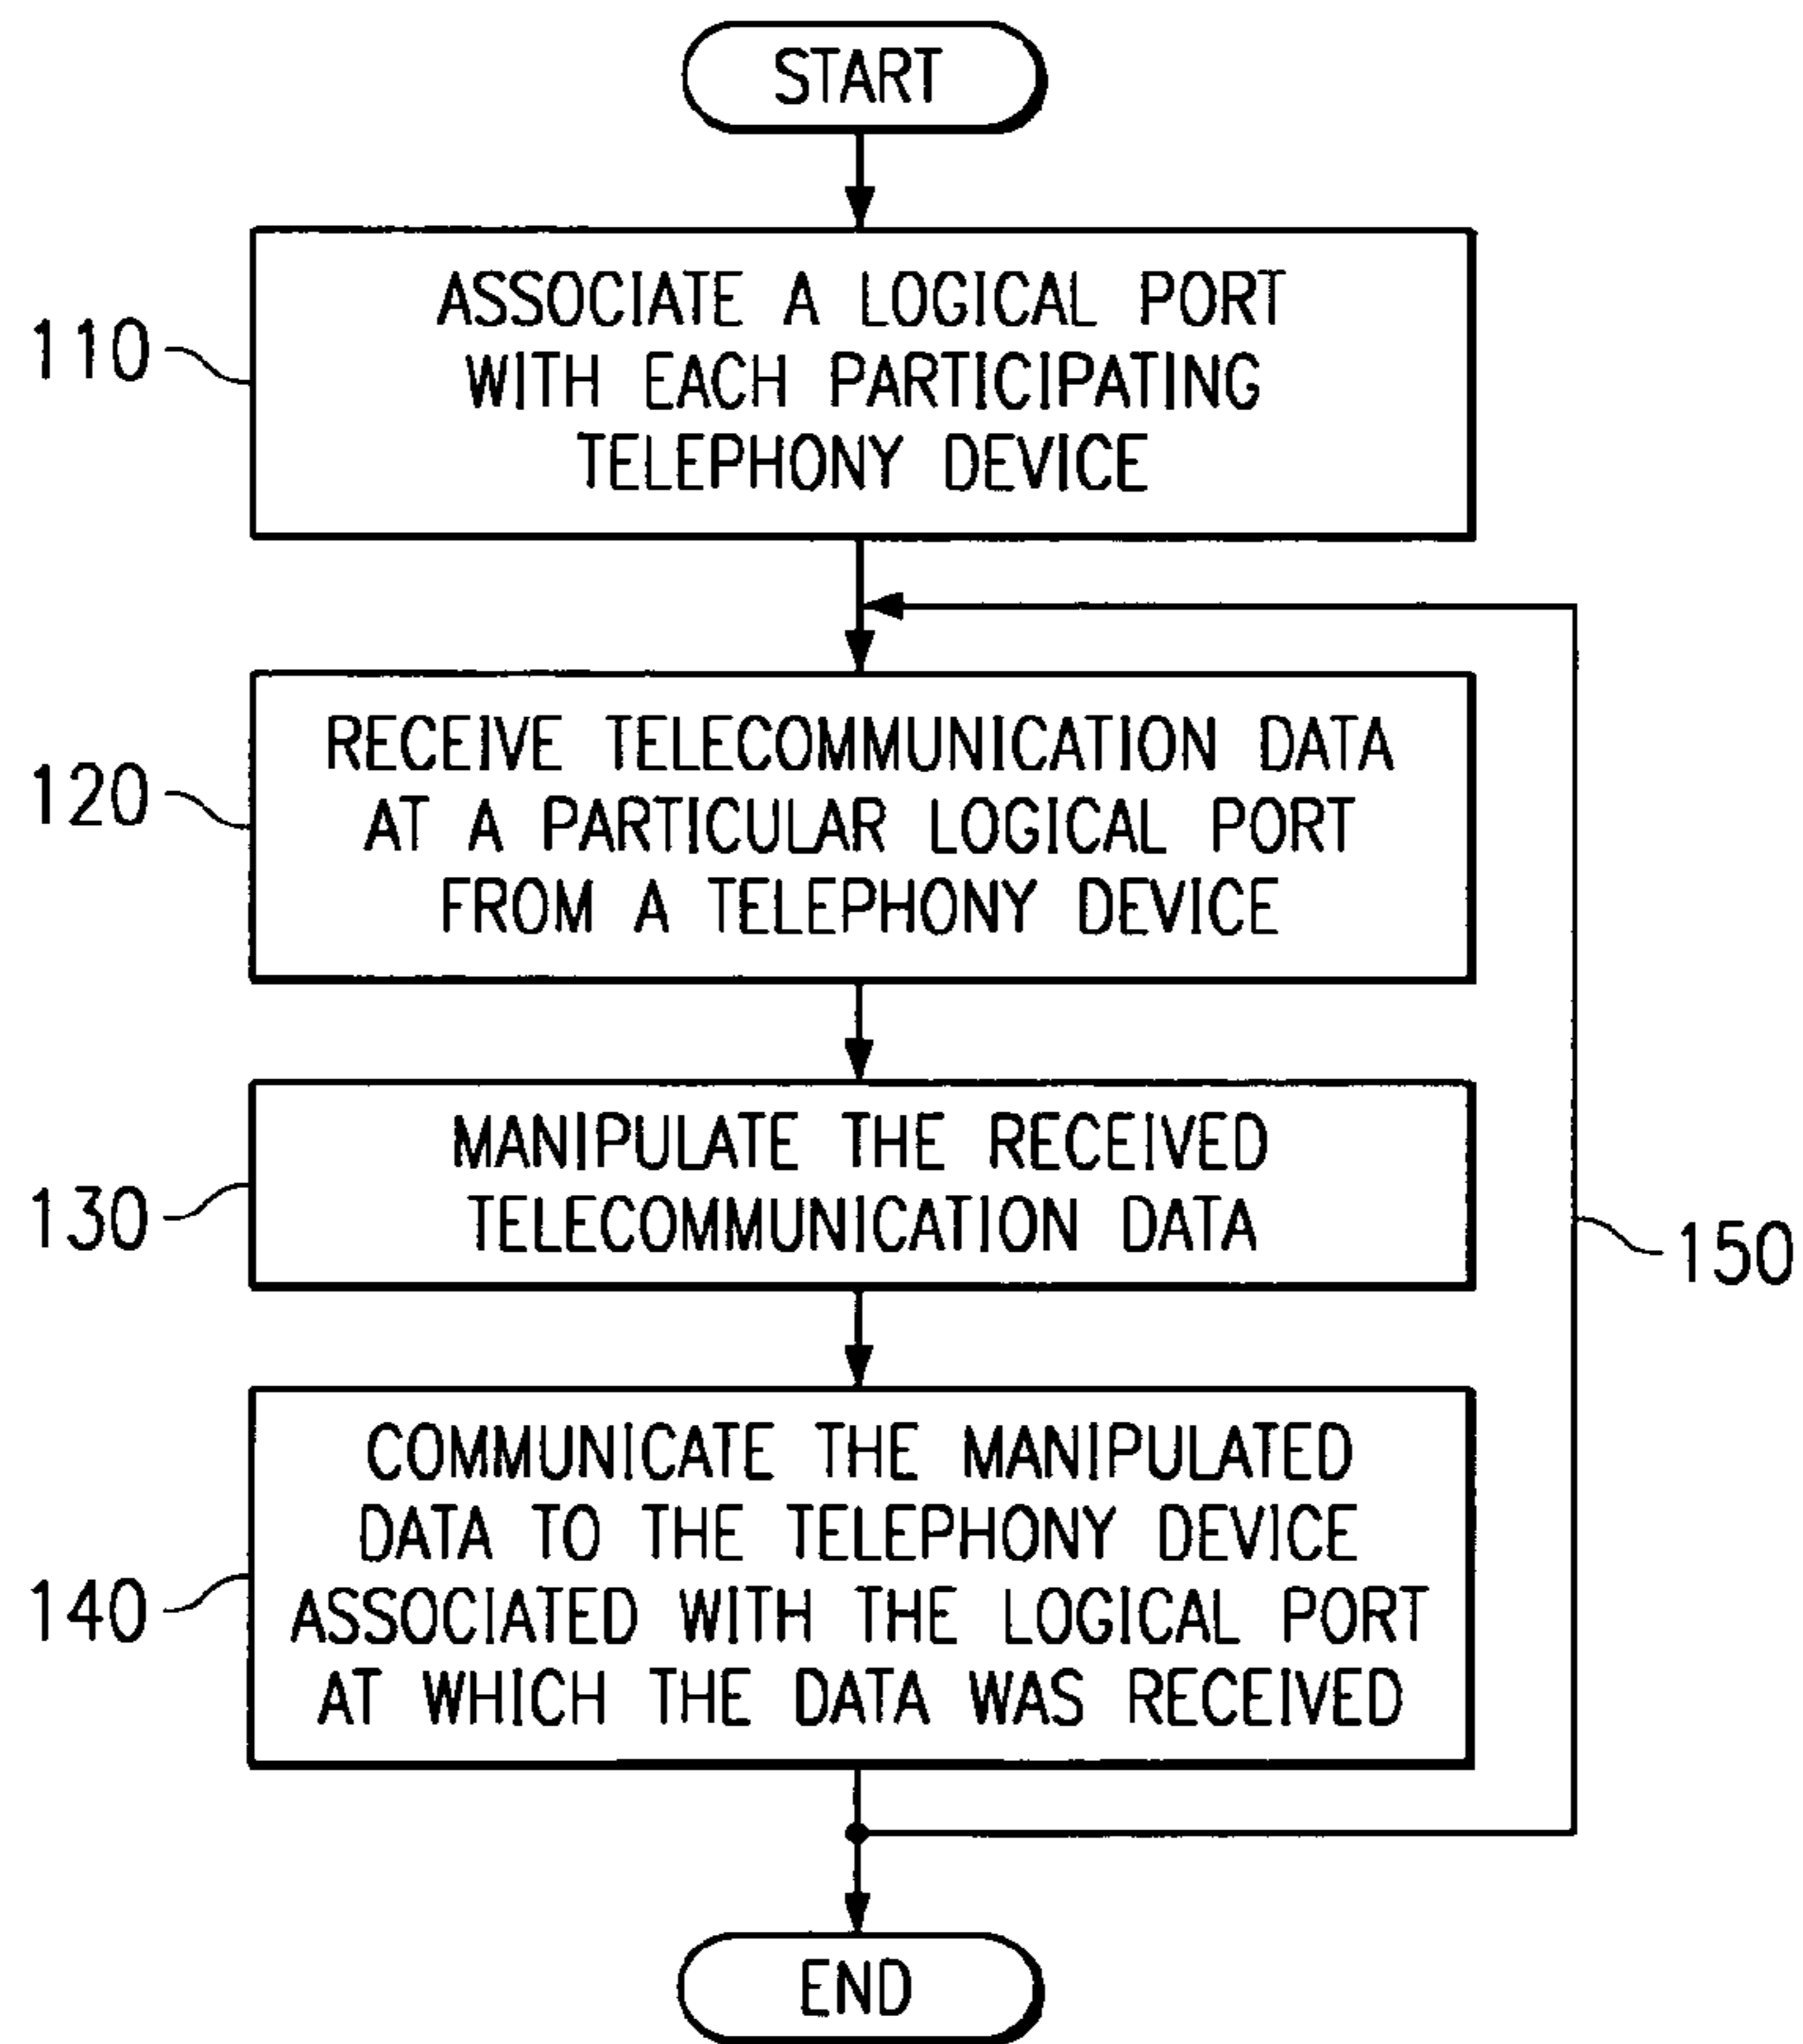 START
110
ASSOCIATE A LOGICAL PORT
WITH EACH PARTICIPATING
TELEPHONY DEVICE
120
RECEIVE TELECOMMUNICATION DATA
AT A PARTICULAR LOGICAL PORT
FROM A TELEPHONY DEVICE
130
MANIPULATE THE RECEIVED
TELECOMMUNICATION DATA
150
140
COMMUNICATE THE MANIPULATED
DATA TO THE TELEPHONY DEVICE
ASSOCIATED WITH THE LOGICAL PORT
AT WHICH THE DATA WAS RECEIVED
END